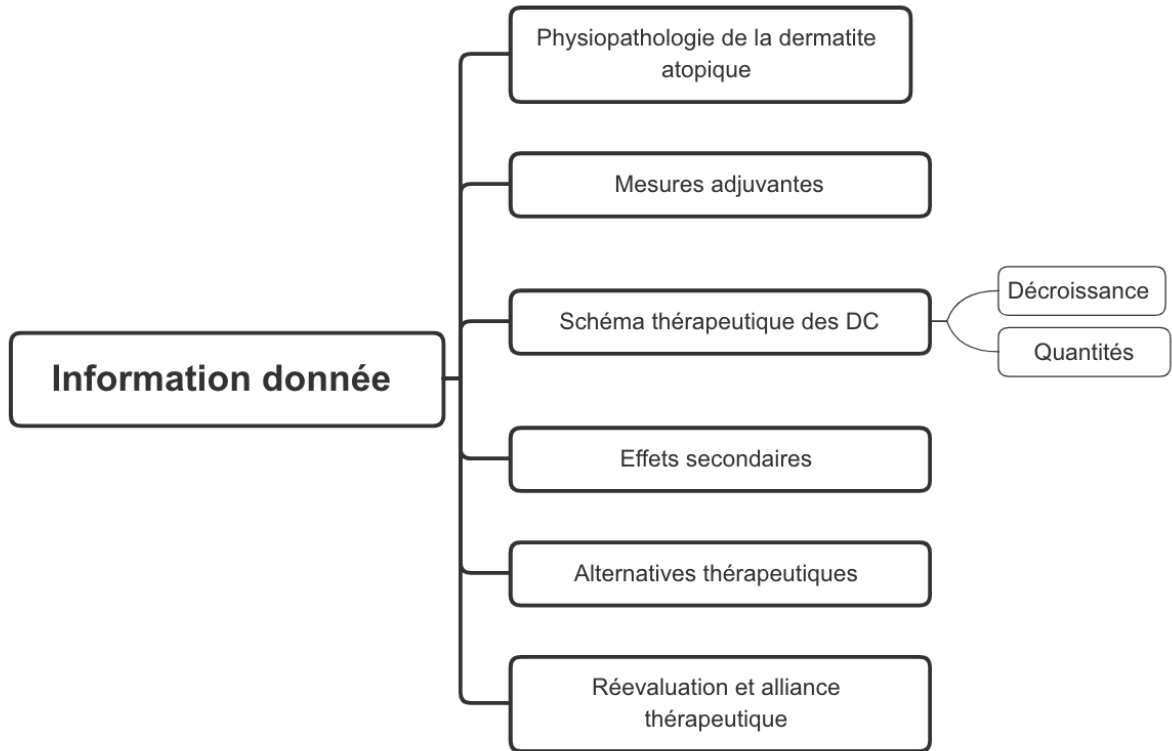 Physiopathologie de la dermatite
atopique
Mesures adjuvantes
Schéma thérapeutique des DC
Décroissance
Quantités
Information donnée
Effets secondaires
Alternatives thérapeutiques
Réevaluation et alliance
thérapeutique